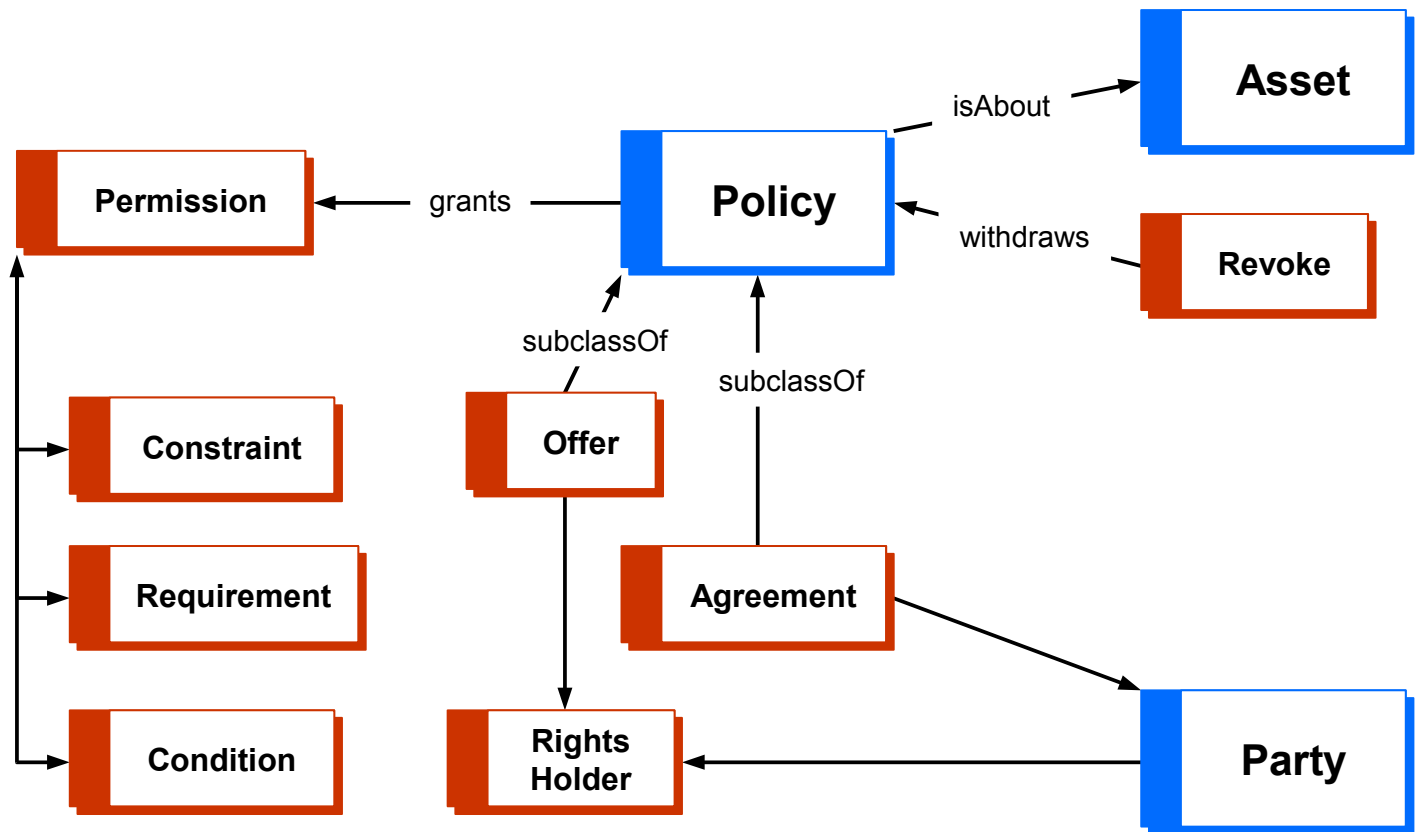 Asset
isAbout
Permission
grants
Policy
withdraws
Revoke
subclassOf
subclassOf
Constraint
Offer
Requirement
Agreement
Condition
Rights
Holder
Party